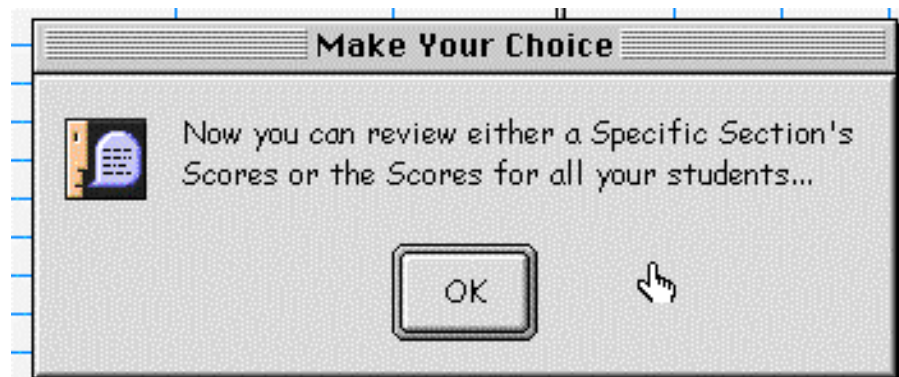 Make Your Choice
Now you can review either a Specific Section's
Scores or the Scores for all your students...
OK